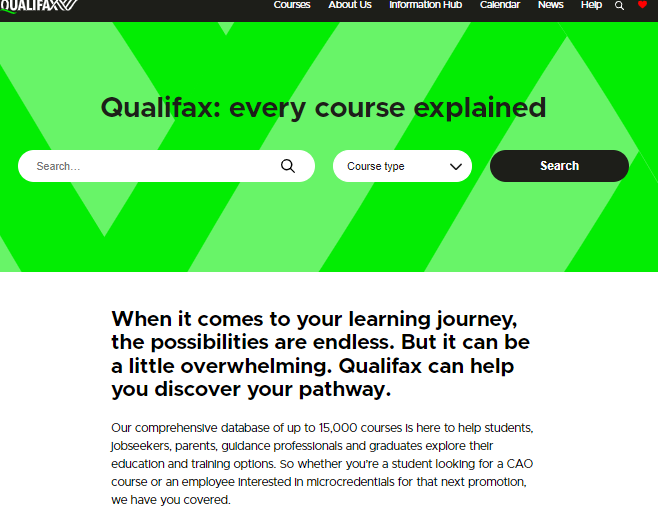 QUALIFAX
Courses About Us Information Hub Calendar News Help
Qualifax: every course explained
Search... Course type Search
When it comes to your learning journey,
the possibilities are endless. But it can be
a little overwhelming. Qualifax can help
you discover your pathway.
Our comprehensive database of up to 15,000 courses is here to help students,
jobseekers, parents, guidance professionals and graduates explore their
education and training options. So whether you're a student looking for a CAO
course or an employee interested in microcredentials for that next promotion,
we have you covered.